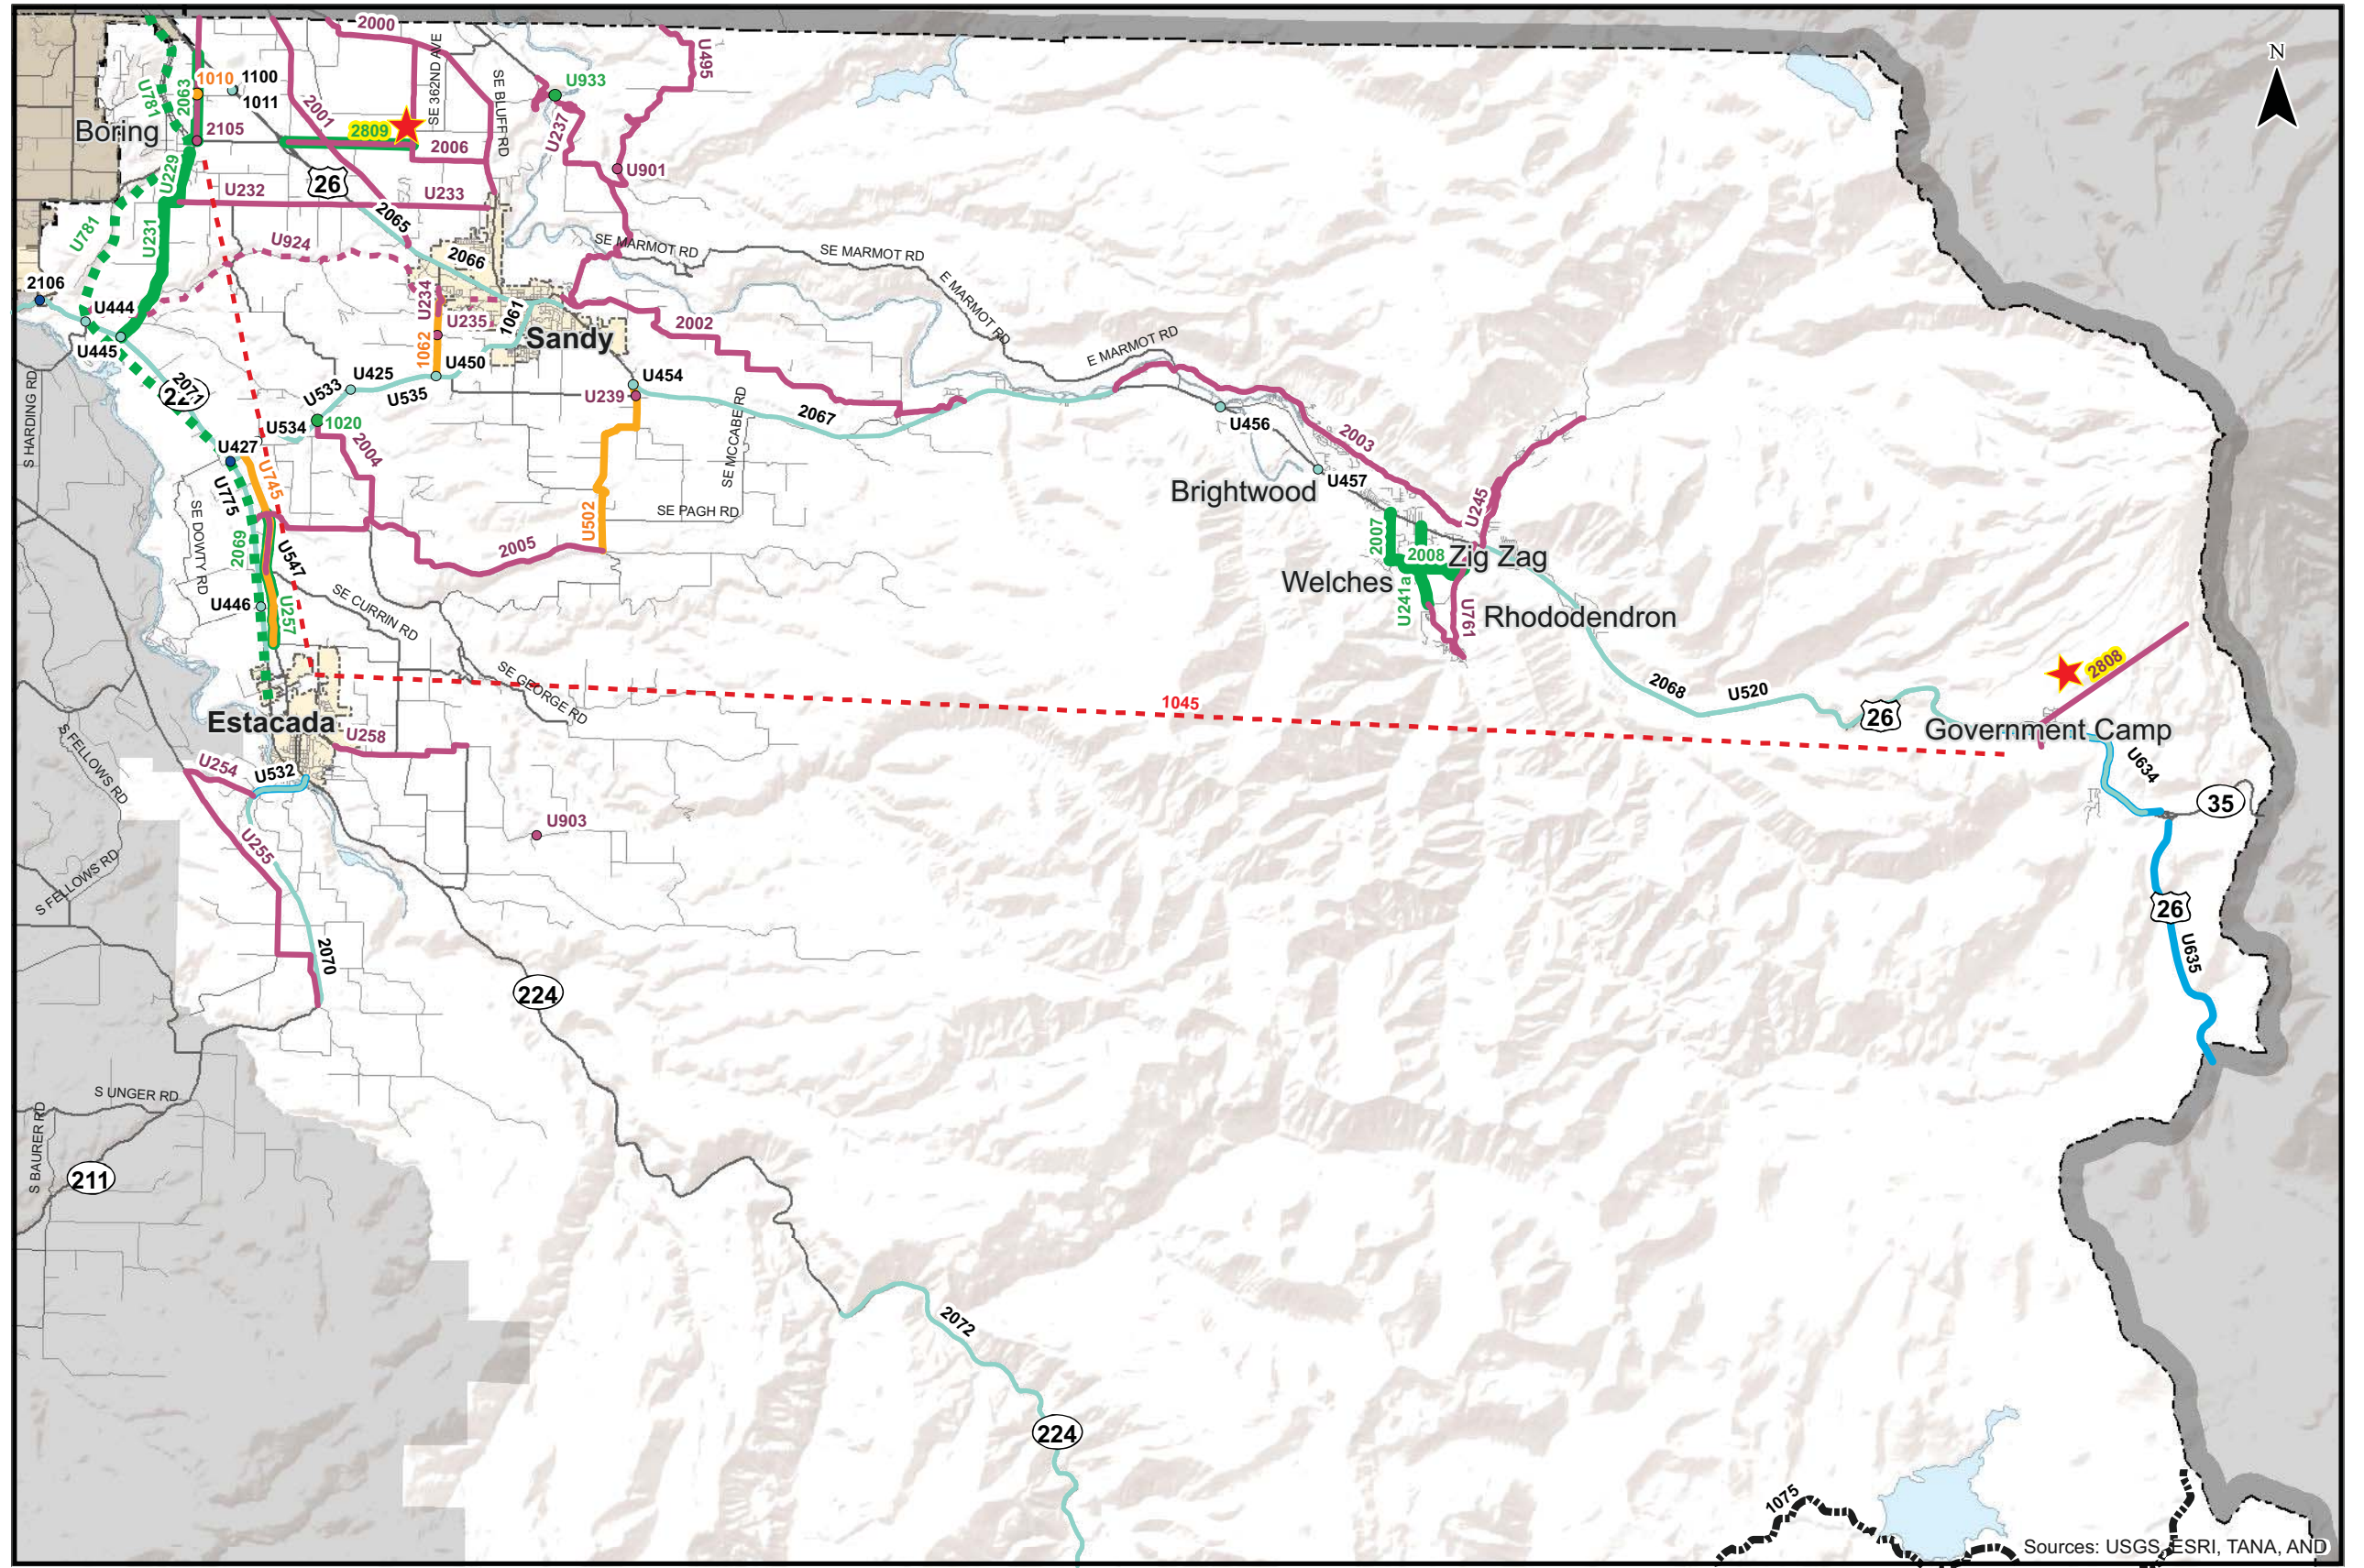 2000
SE 362ND AVE
U495
N
1010
1100
U933
U781
2063
1011
SE BLUFF RD
2001
U237
Boring
2105
2809
2006
U901
U229
26
U232
U233
2065
U781
U231
U924
SE MARMOT RD
SE MARMOT RD
2066
E MARMOT RD
2106
U234
U444
U235
1061
2002
Sandy
E MARMOT RD
U445
1062
U450
U425
U454
2071
U533
U535
U239
SE MCCABE RD
2067
S HARDING RD
U534
1020
U456
2003
U427
2004
U745
U457
Brightwood
U775
SE DOWTY RD
U502
SE PAGH RD
U245
2007
2069
U547
2005
2008
Zig Zag
Welches
U241a
U446
U257
SE CURRIN RD
U761
Rhododendron
2808
SE GEORGE RD
2068
U520
1045
26
Estacada
U258
Government Camp
S FELLOWS RD
U254
U532
U634
35
U903
U255
S FELLOWS RD
26
2070
U635
224
S UNGER RD
S BAURER RD
211
2072
224
1075
Sources: USGS, ESRI, TANA, AND